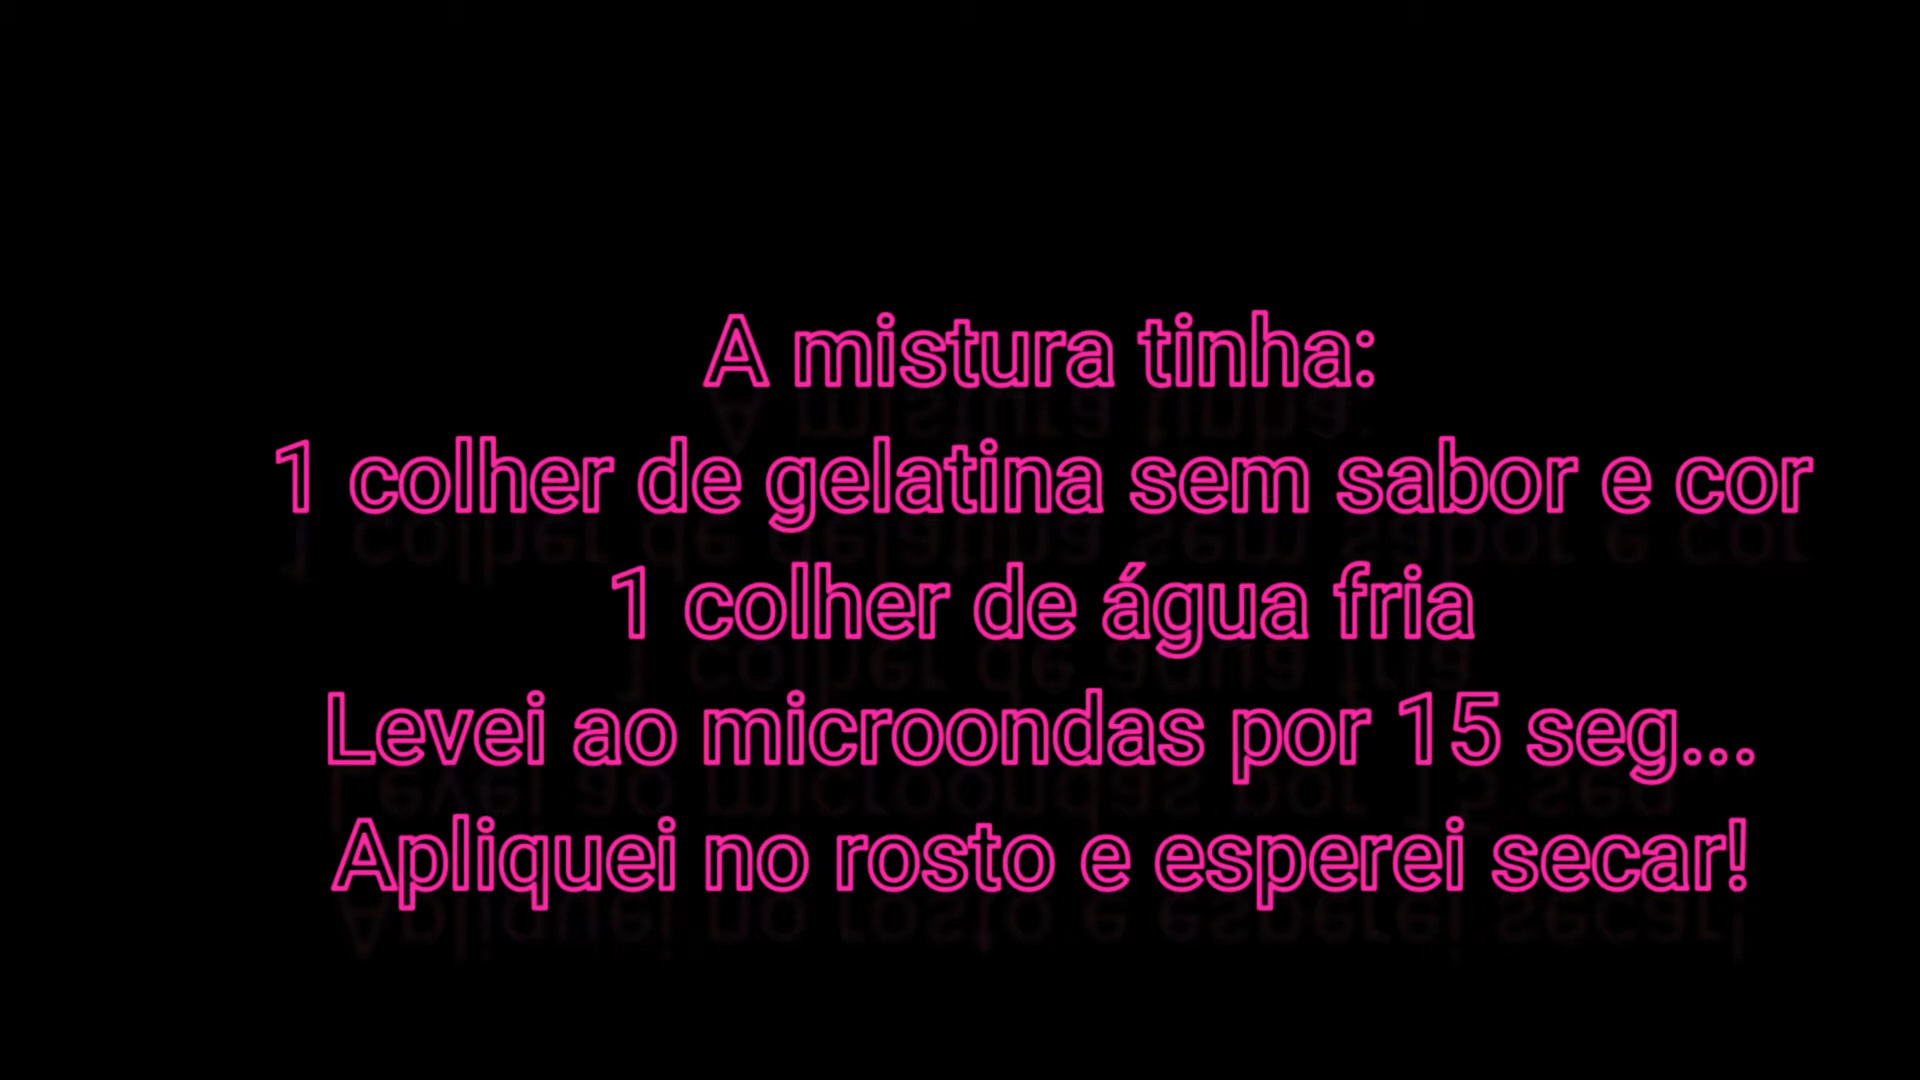 A mistura tinha:
1 colher de gelatina sem sabor e cor
1 colher de água fria
Levei ao microondas por 15 seg...
Apliquei no rosto e esperei secar!